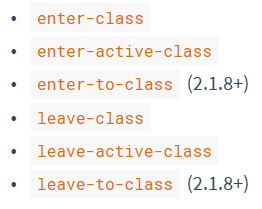 • enter-class
• enter-active-class
• enter-to-class (2.1.8+)
• leave-class
• leave-active-class
• leave-to-class (2.1.8+)